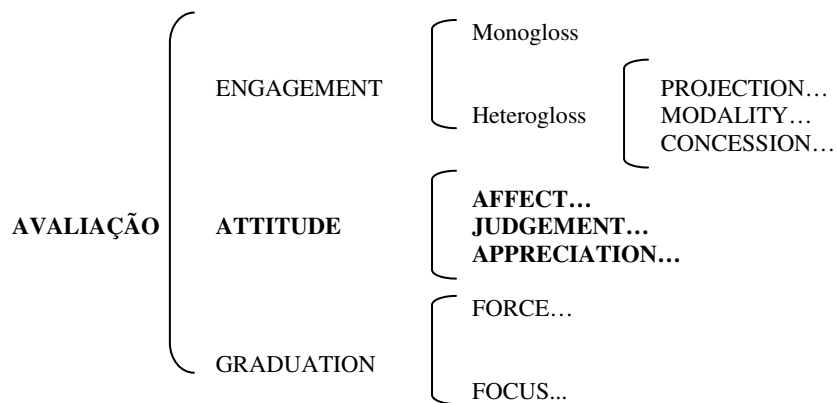 Monogloss
ENGAGEMENT
Heterogloss
PROJECTION…
MODALITY…
CONCESSION…
AVALIAÇÃO
ATTITUDE
AFFECT…
JUDGEMENT…
APPRECIATION…
FORCE…
GRADUATION
FOCUS...